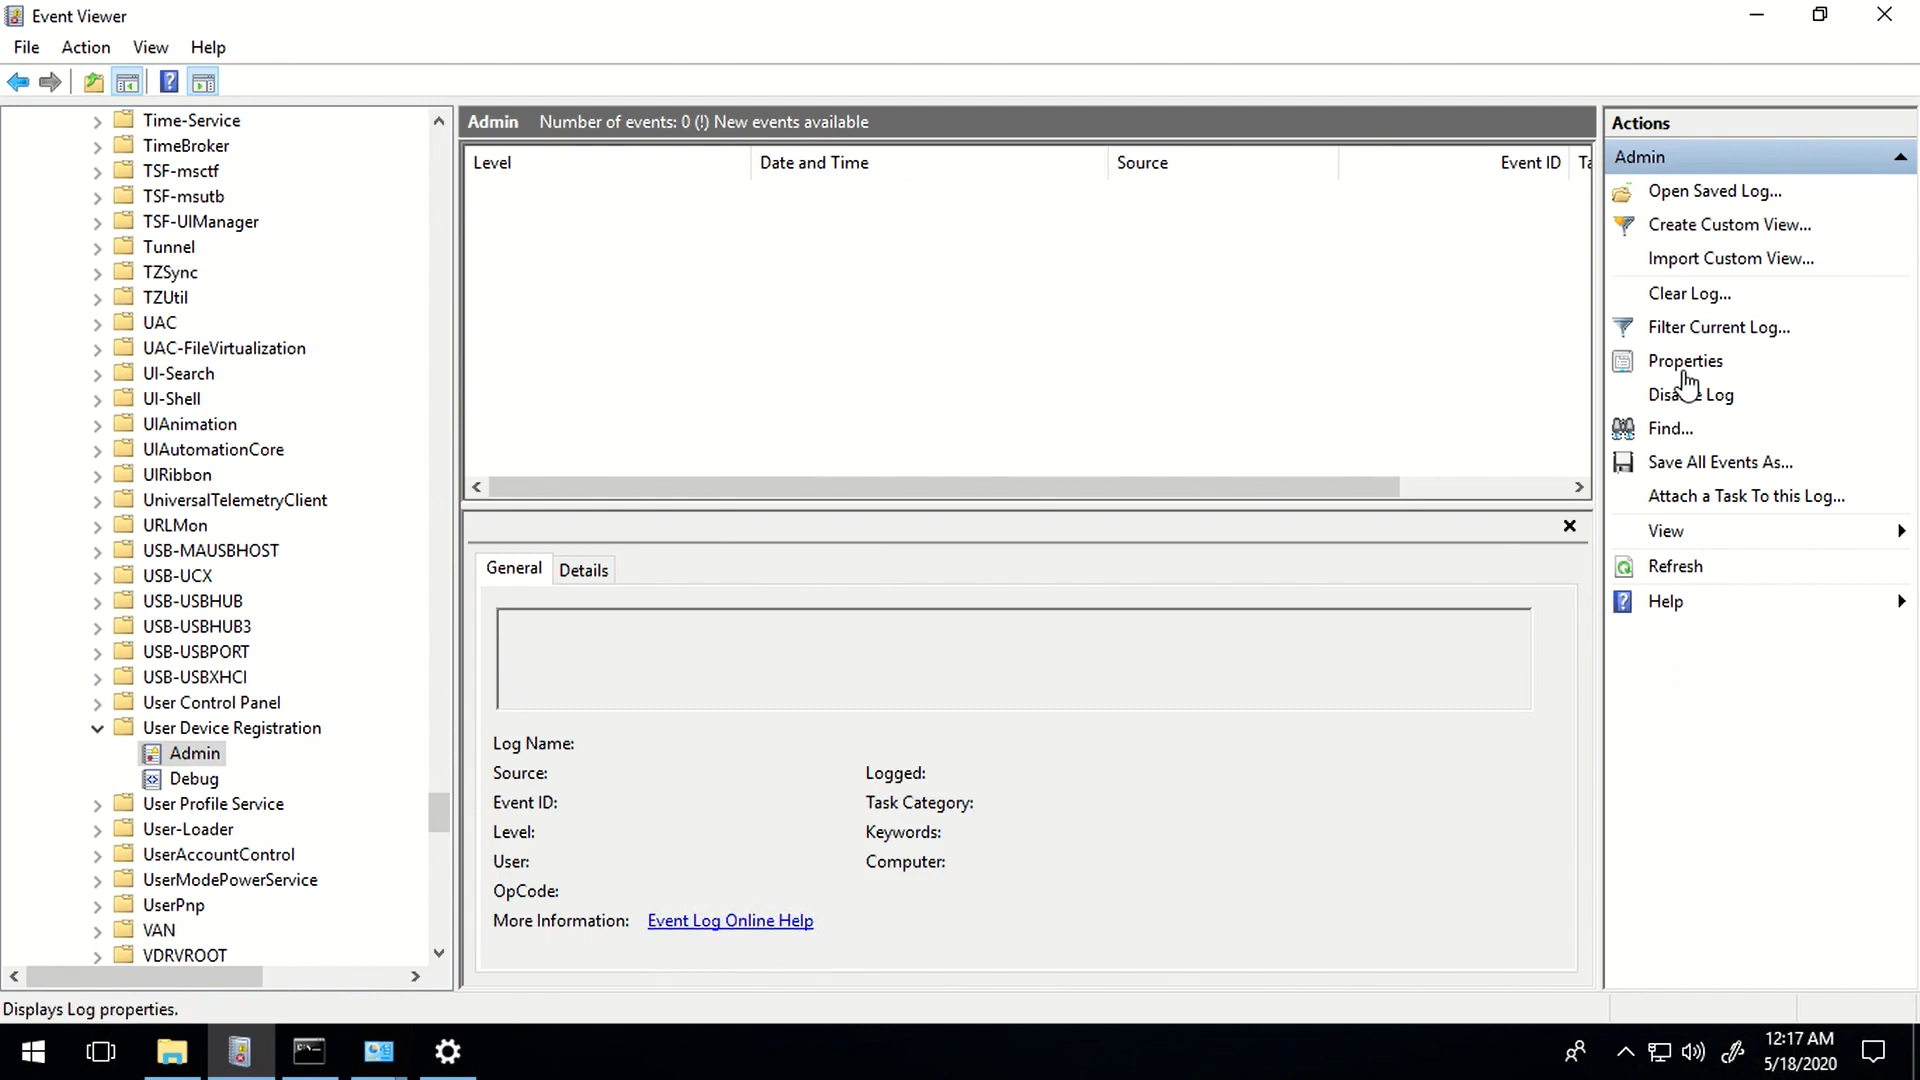 Event Viewer
File Action View Help
Time-Service
TimeBroker
TSF-msctf
TSF-msutb
TSF-UIManager
Tunnel
TZSync
TZUtil
UAC
UAC-FileVirtualization
UI-Search
UI-Shell
UIAnimation
UIAutomationCore
UIRibbon
UniversalTelemetryClient
URLMon
USB-MAUSBHOST
USB-UCX
USB-USBHUB
USB-USBHUB3
USB-USBPORT
USB-USBXHCI
User Control Panel
User Device Registration
Admin
Debug
User Profile Service
User-Loader
UserAccountControl
UserModePowerService
UserPnp
VAN
VDRVROOT
Admin Number of events: 0 (!) New events available
Level Date and Time Source Event ID Ta
General Details
Log Name:
Source: Logged:
Event ID: Task Category:
Level: Keywords:
User: Computer:
OpCode:
More Information: Event Log Online Help
Actions
Admin
Open Saved Log...
Create Custom View...
Import Custom View...
Clear Log...
Filter Current Log...
Properties
Log
Find...
Save All Events As...
Attach a Task To this Log...
View
Refresh
Help
Displays Log properties.
12:17 AM
5/18/2020